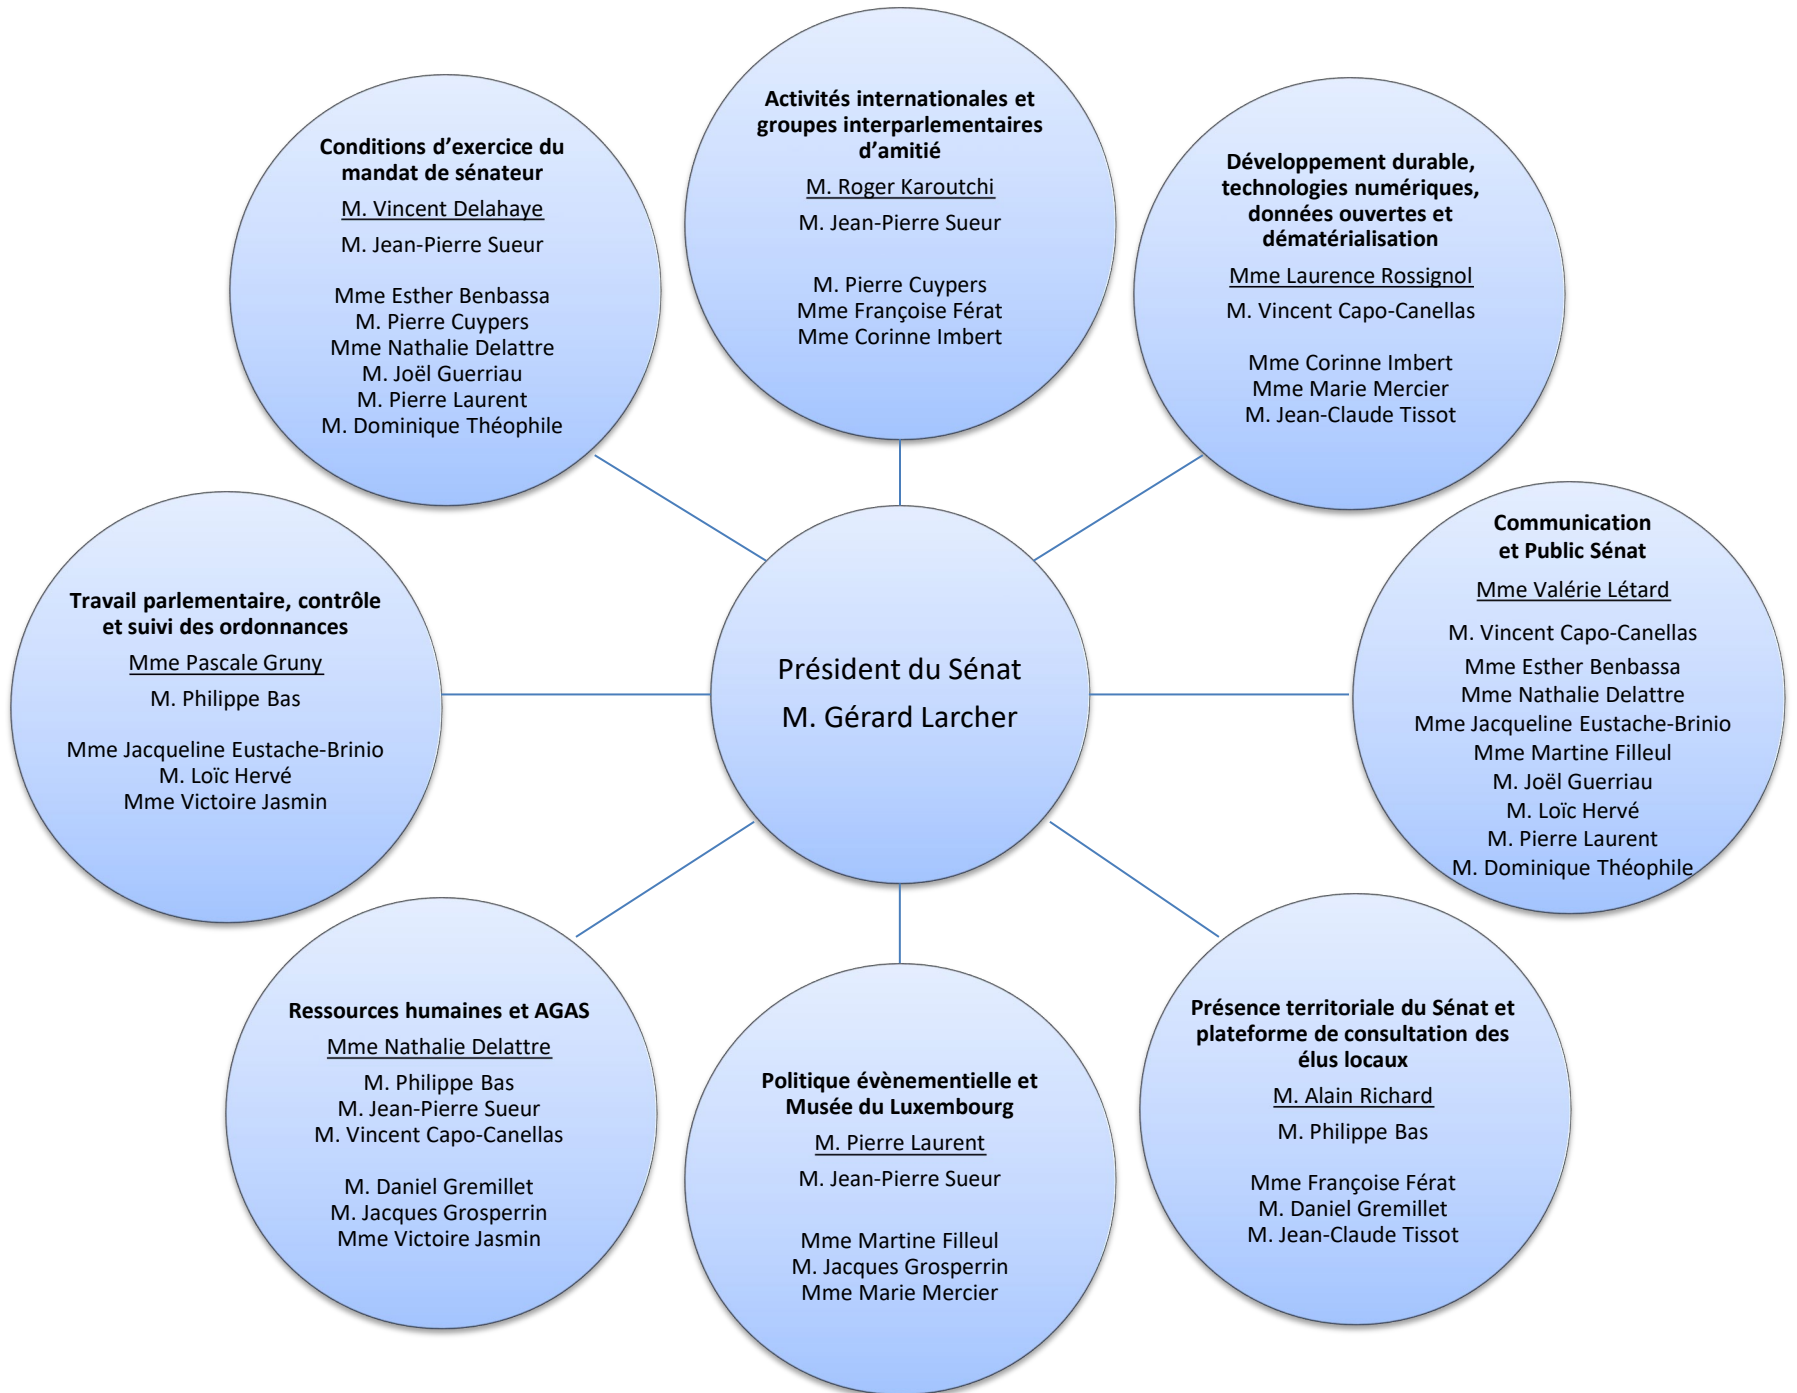 Activités internationales et
groupes interparlementaires
d’amitié
M. Roger Karoutchi
M. Jean-Pierre Sueur
M. Pierre Cuypers
Mme Françoise Férat
Mme Corinne Imbert
Conditions d’exercice du
mandat de sénateur
M. Vincent Delahaye
M. Jean-Pierre Sueur
Mme Esther Benbassa
M. Pierre Cuypers
Mme Nathalie Delattre
M. Joël Guerriau
M. Pierre Laurent
M. Dominique Théophile
Développement durable,
technologies numériques,
données ouvertes et
dématérialisation
Mme Laurence Rossignol
M. Vincent Capo-Canellas
Mme Corinne Imbert
Mme Marie Mercier
M. Jean-Claude Tissot
Communication
et Public Sénat
Mme Valérie Létard
M. Vincent Capo-Canellas
Mme Esther Benbassa
Mme Nathalie Delattre
Mme Jacqueline Eustache-Brinio
Mme Martine Filleul
M. Joël Guerriau
M. Loïc Hervé
M. Pierre Laurent
M. Dominique Théophile
Travail parlementaire, contrôle
et suivi des ordonnances
Mme Pascale Gruny
M. Philippe Bas
Mme Jacqueline Eustache-Brinio
M. Loïc Hervé
Mme Victoire Jasmin
Président du Sénat
M. Gérard Larcher
Ressources humaines et AGAS
Mme Nathalie Delattre
M. Philippe Bas
M. Jean-Pierre Sueur
M. Vincent Capo-Canellas
M. Daniel Gremillet
M. Jacques Grosperrin
Mme Victoire Jasmin
Politique évènementielle et
Musée du Luxembourg
M. Pierre Laurent
M. Jean-Pierre Sueur
Mme Martine Filleul
M. Jacques Grosperrin
Mme Marie Mercier
Présence territoriale du Sénat et
plateforme de consultation des
élus locaux
M. Alain Richard
M. Philippe Bas
Mme Françoise Férat
M. Daniel Gremillet
M. Jean-Claude Tissot